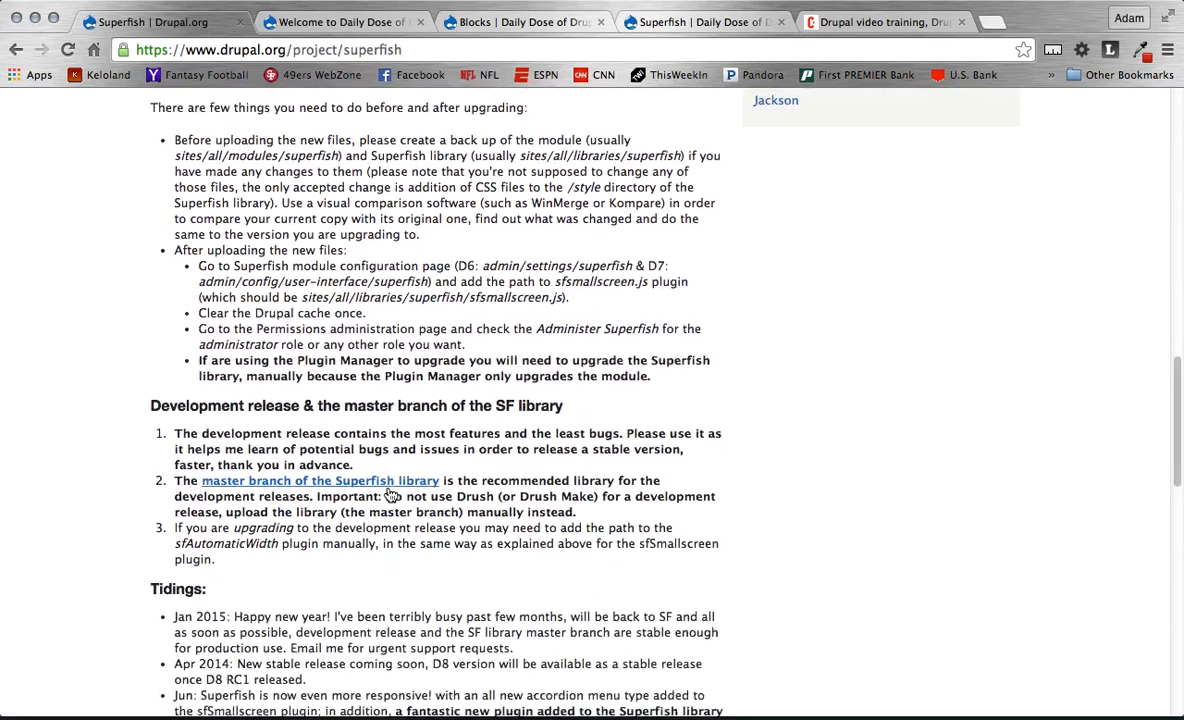 Superfish | Drupal.org
Welcome to Daily Dose of
Blocks | Daily Dose of Dru
Superfish | Daily Dose of D
Drupal video training, Dru
Adam
https://www.drupal.org/project/superfish
Apps
Keloland
Fantasy Football
49ers WebZone
Facebook
NFL
ESPN
CNN
ThisWeekIn
Pandora
First PREMIER Bank
U.S. Bank
»
Other Bookmarks
There are few things you need to do before and after upgrading:
Jackson
• Before uploading the new files, please create a back up of the module (usually
sites/all/modules/superfish) and Superfish library (usually sites/all/libraries/superfish) if you
have made any changes to them (please note that you're not supposed to change any of
those files, the only accepted change is addition of CSS files to the /style directory of the
Superfish library). Use a visual comparison software (such as WinMerge or Kompare) in order
to compare your current copy with its original one, find out what was changed and do the
same to the version you are upgrading to.
• After uploading the new files:
• Go to Superfish module configuration page (D6: admin/settings/superfish & D7:
admin/config/user-interface/superfish) and add the path to sfsmallscreen.js plugin
(which should be sites/all/libraries/superfish/sfsmallscreen.js).
• Clear the Drupal cache once.
• Go to the Permissions administration page and check the Administer Superfish for the
administrator role or any other role you want.
• If are using the Plugin Manager to upgrade you will need to upgrade the Superfish
library, manually because the Plugin Manager only upgrades the module.
Development release & the master branch of the SF library
1. The development release contains the most features and the least bugs. Please use it as
it helps me learn of potential bugs and issues in order to release a stable version,
faster, thank you in advance.
2. The master branch of the Superfish library is the recommended library for the
development releases. Important: not use Drush (or Drush Make) for a development
release, upload the library (the master branch) manually instead.
3. If you are upgrading to the development release you may need to add the path to the
sfAutomaticWidth plugin manually, in the same way as explained above for the sfSmallscreen
plugin.
Tidings:
• Jan 2015: Happy new year! I've been terribly busy past few months, will be back to SF and all
as soon as possible, development release and the SF library master branch are stable enough
for production use. Email me for urgent support requests.
• Apr 2014: New stable release coming soon, D8 version will be available as a stable release
once D8 RC1 released.
• Jun: Superfish is now even more responsive! with an all new accordion menu type added to
the sfSmallscreen plugin; in addition, a fantastic new plugin added to the Superfish library